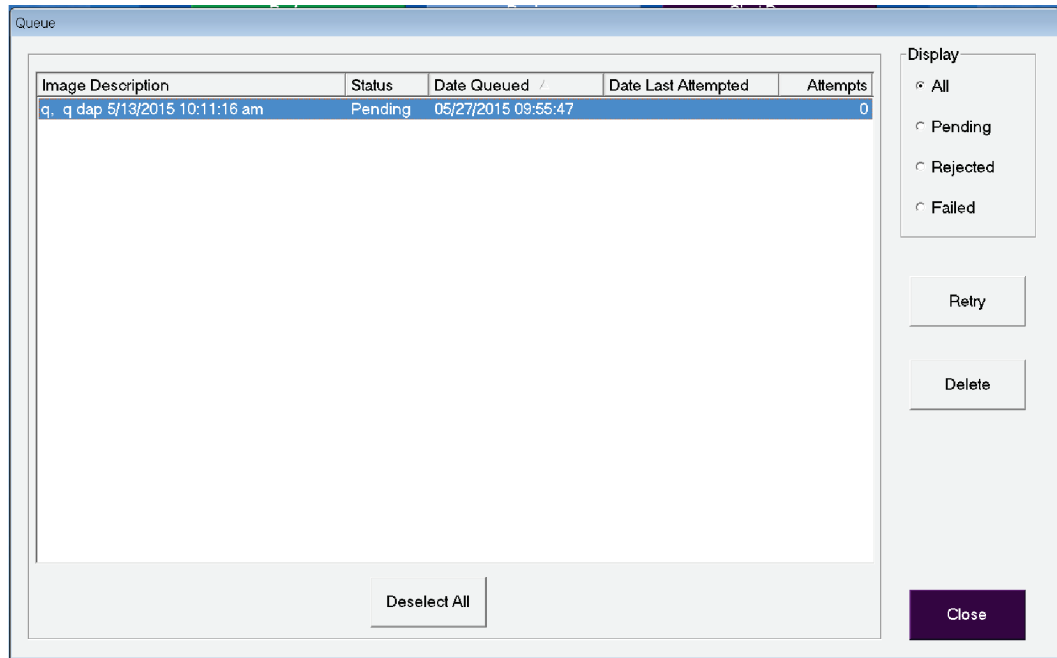 Queue
Display
Image Description Status Date Queued Date Last Attempted Attempts
All
q, q dap 5/13/2015 10:11:16 am Pending 05/27/2015 09:55:47 0
Pending
Rejected
Failed
Retry
Delete
Deselect All
Close